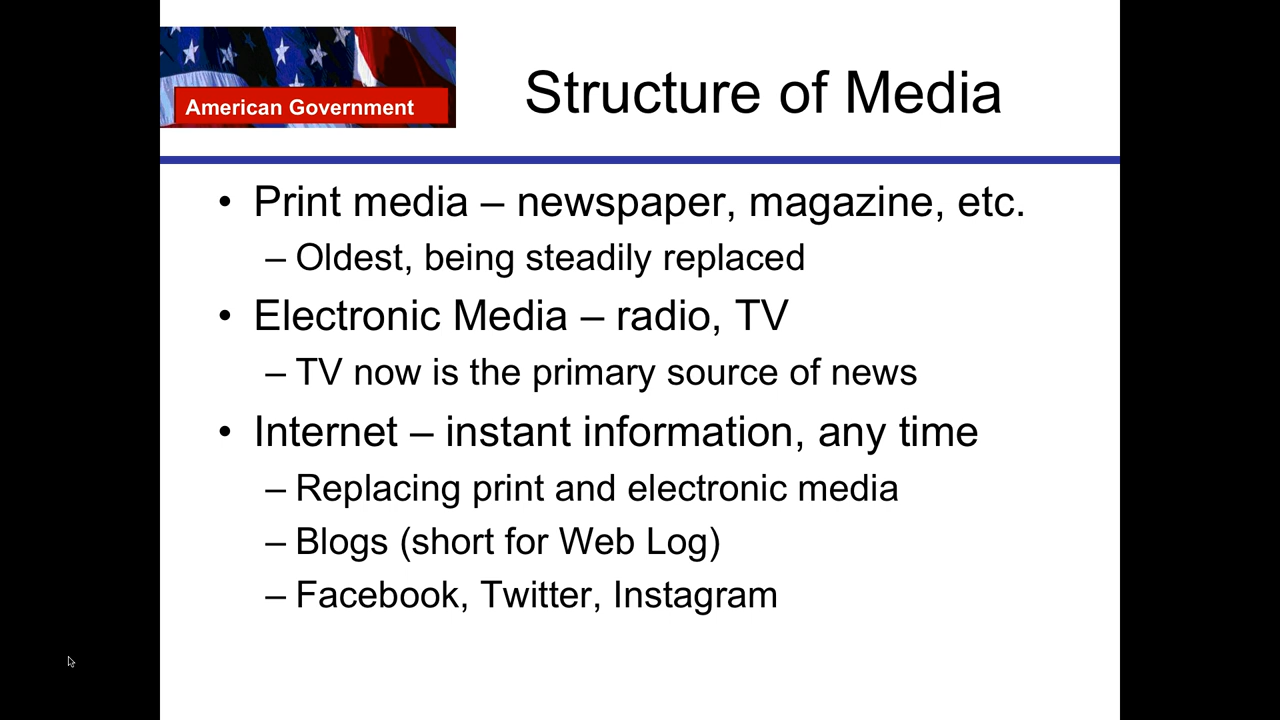 American Government
Structure of Media
• Print media – newspaper, magazine, etc.
– Oldest, being steadily replaced
• Electronic Media – radio, TV
– TV now is the primary source of news
• Internet – instant information, any time
– Replacing print and electronic media
– Blogs (short for Web Log)
– Facebook, Twitter, Instagram